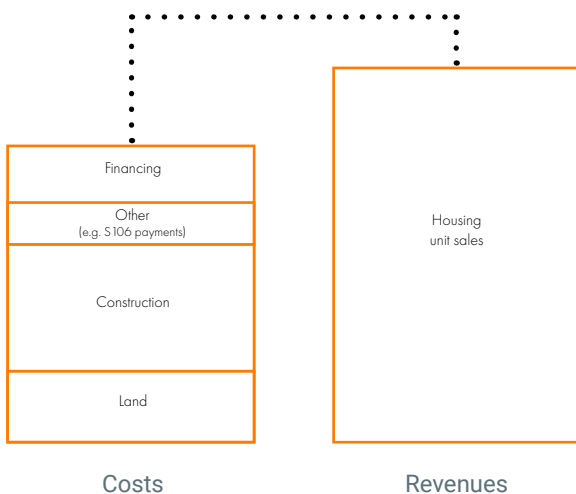 Financing
Other
(e.g. S106 payments)
Housing
unit sales
Construction
Land
Costs
Revenues